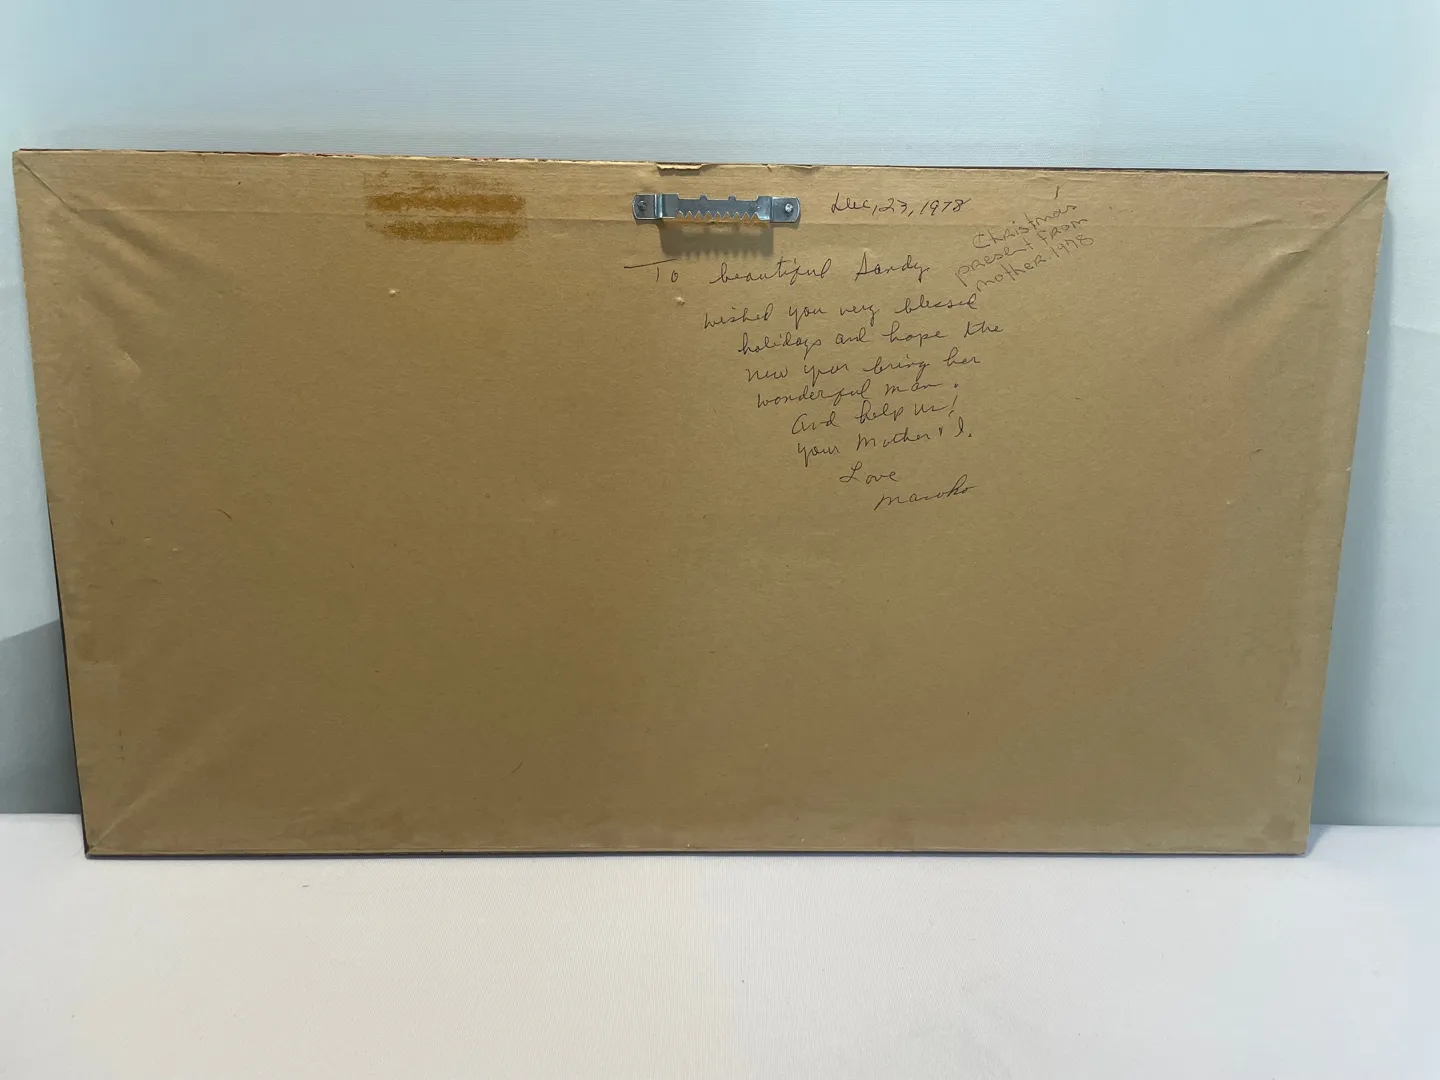 Dec, 23, 1978
Christmas
present from
mother 1978
To beautiful Sandy
wished you very blessed
holidays and hope the
new year bring her
wonderful man.
And help us!
your Mother & I.
Love